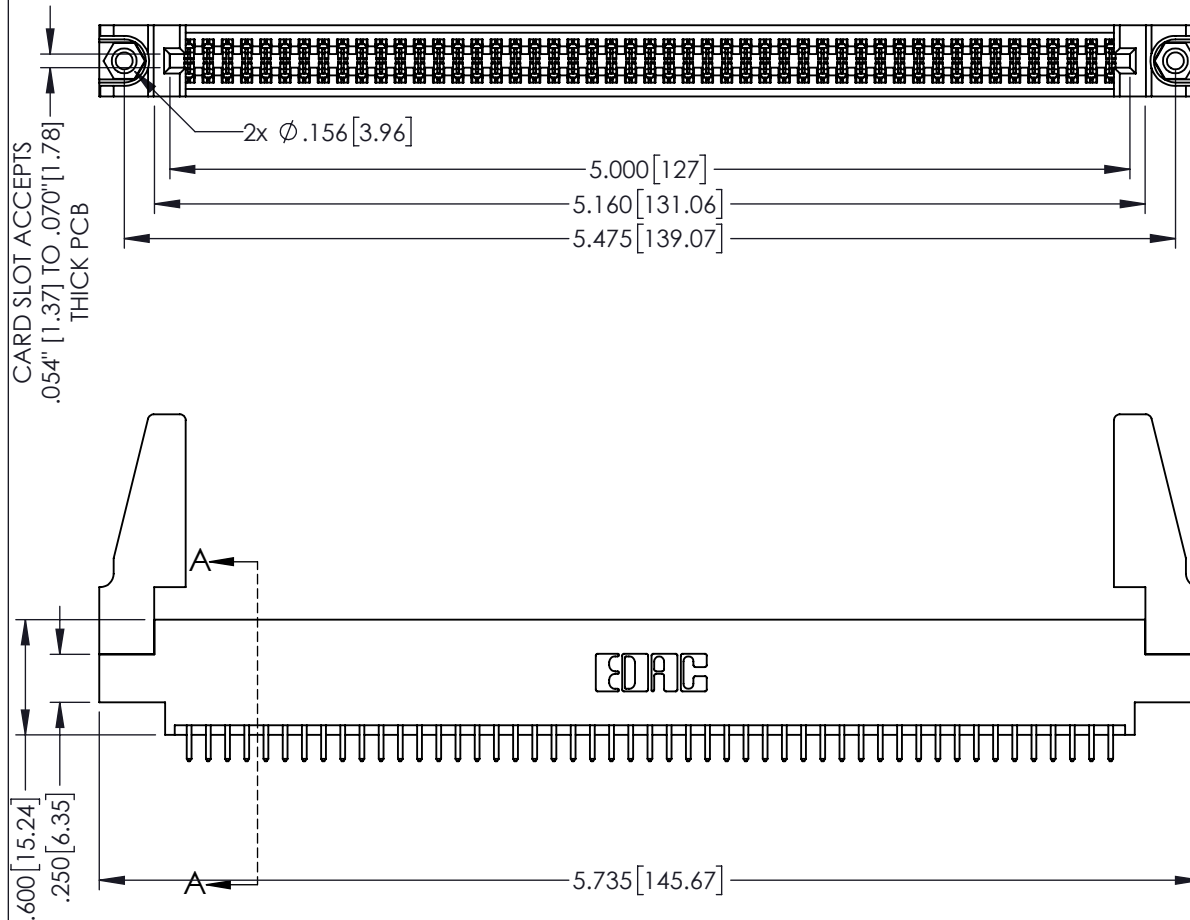 2x Ø .156[3.96]
5.000[127]
5.160[131.06]
5.475[139.07]
CARD SLOT ACCEPTS
.054" [1.37] TO .070"[1.78]
THICK PCB
A
EDAC
.600[15.24]
.250[6.35]
A
5.735[145.67]